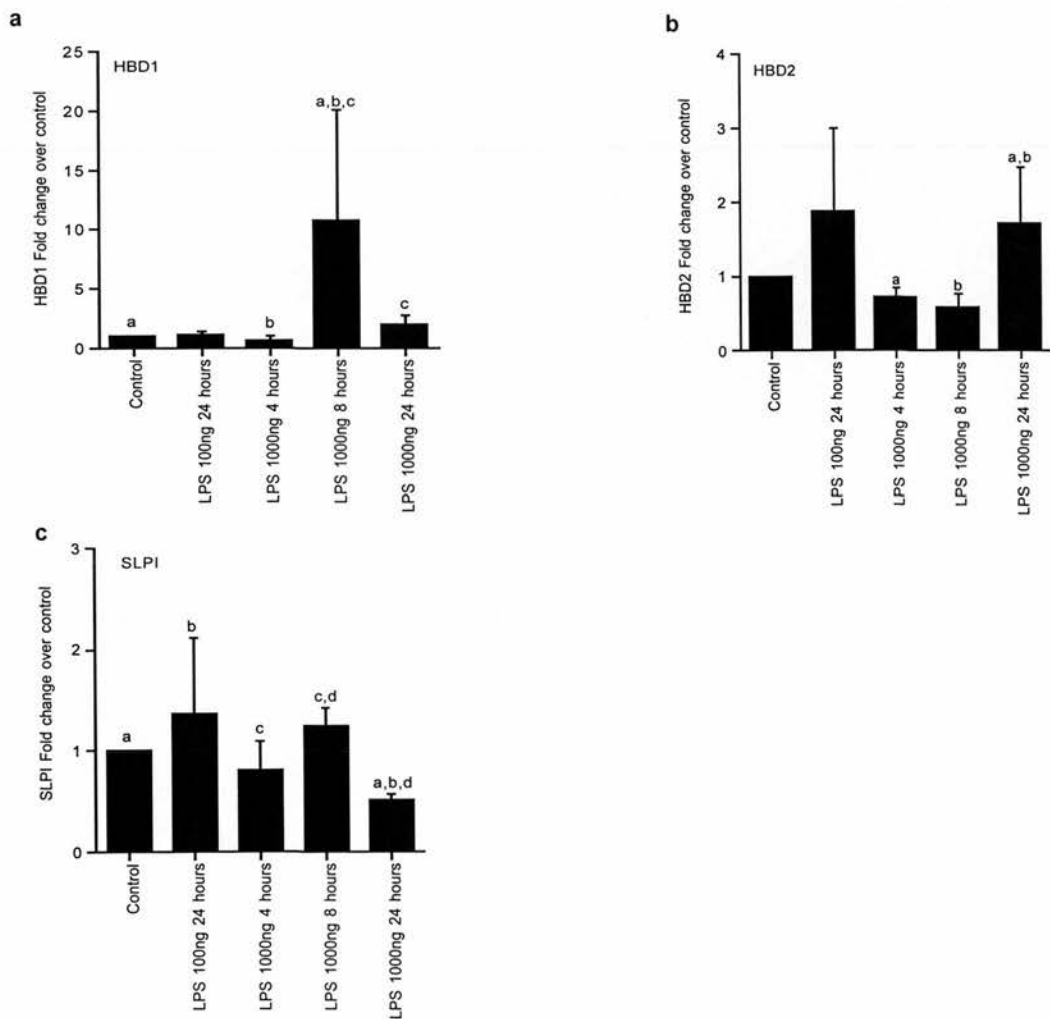 a
HBD1
HBD1 Fold change over control
25
20
15
10
5
0
a
b
a,b,c
c
Control
LPS 100ng 24 hours
LPS 1000ng 4 hours
LPS 1000ng 8 hours
LPS 1000ng 24 hours
b
HBD2
HBD2 Fold change over control
4
3
2
1
0
a
b
a,b
Control
LPS 100ng 24 hours
LPS 1000ng 4 hours
LPS 1000ng 8 hours
LPS 1000ng 24 hours
c
SLPI
SLPI Fold change over control
3
2
1
0
a
b
c
c,d
a,b,d
Control
LPS 100ng 24 hours
LPS 1000ng 4 hours
LPS 1000ng 8 hours
LPS 1000ng 24 hours